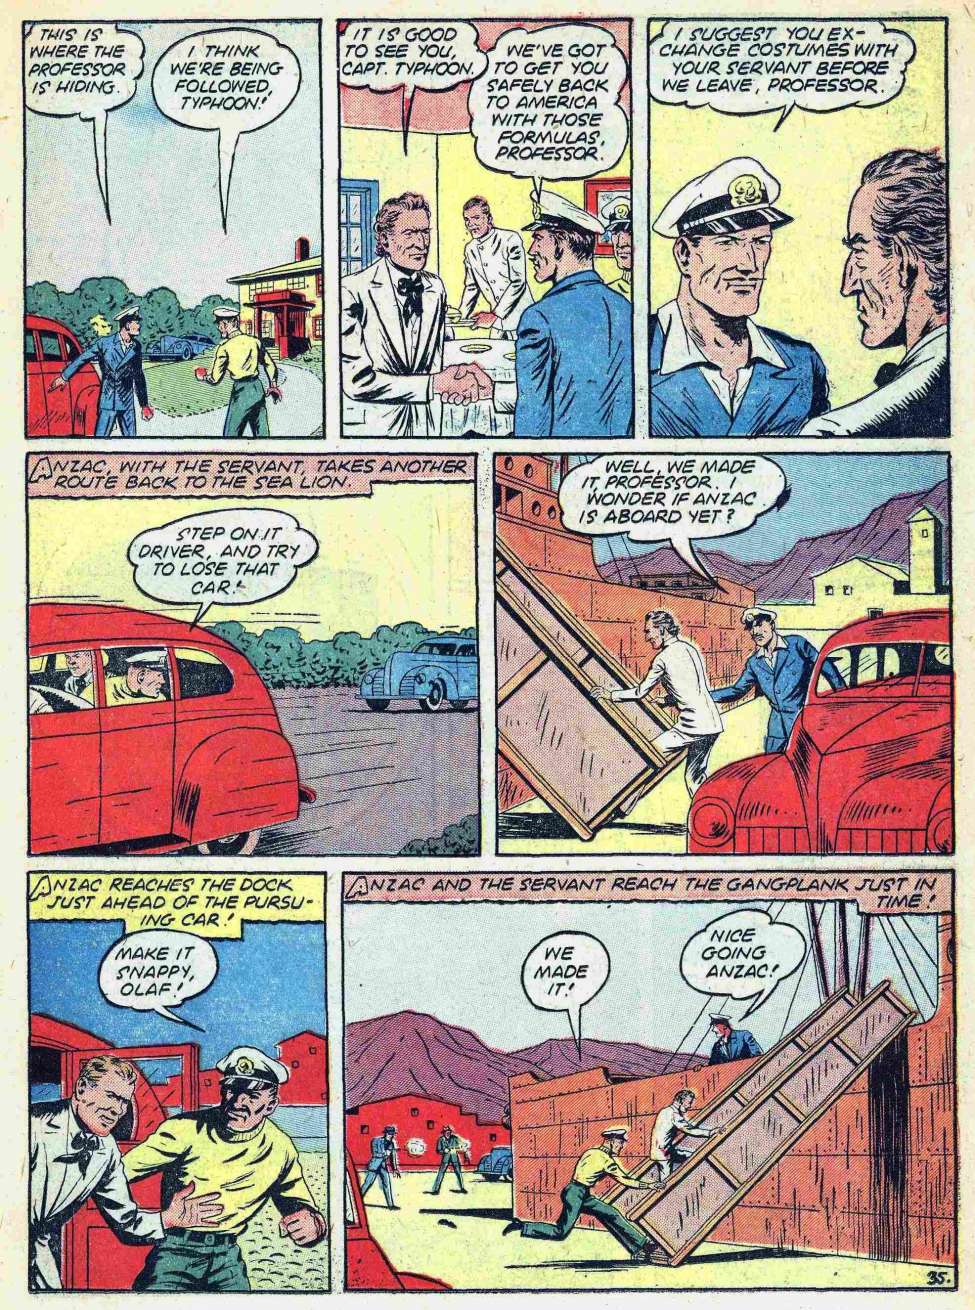 THIS IS
WHERE THE
PROFESSOR
IS HIDING.
I THINK
WE'RE BEING
FOLLOWED,
TYPHOON!
IT IS GOOD
TO SEE YOU,
CAPT. TYPHOON.
WE'VE GOT
TO GET YOU
SAFELY BACK
TO AMERICA
WITH THOSE
FORMULAS,
PROFESSOR.
I SUGGEST YOU EX-
CHANGE COSTUMES WITH
YOUR SERVANT BEFORE
WE LEAVE, PROFESSOR.
ANZAC, WITH THE SERVANT, TAKES ANOTHER
ROUTE BACK TO THE SEA LION.
STEP ON IT
DRIVER, AND TRY
TO LOSE THAT
CAR!
WELL, WE MADE
IT PROFESSOR. I
WONDER IF ANZAC
IS ABOARD YET?
ANZAC REACHES THE DOCK
JUST AHEAD OF THE PURSU-
ING CAR!
MAKE IT
SNAPPY,
OLAF!
ANZAC AND THE SERVANT REACH THE GANGPLANK JUST IN
TIME!
WE
MADE
IT!
NICE
GOING
ANZAC!
35.